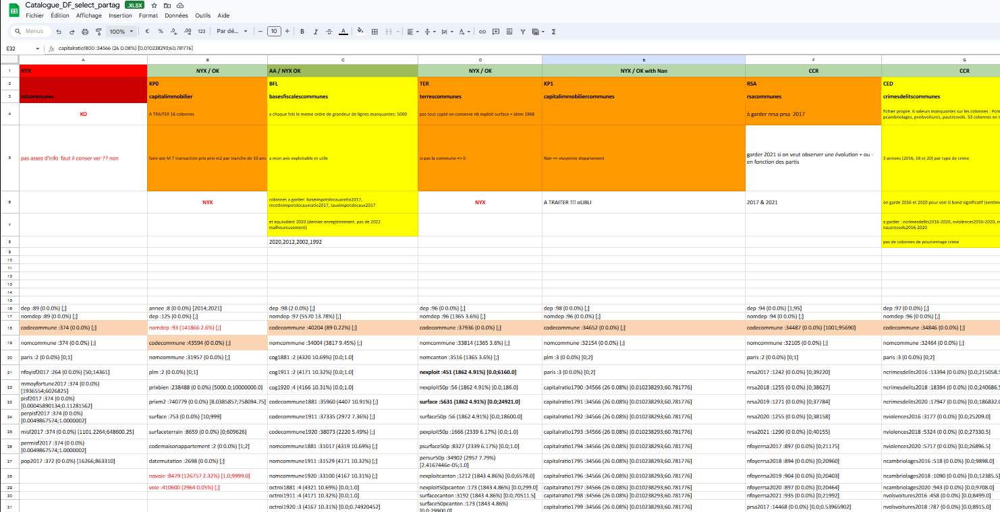 Catalogue_DF_select_partag .XLSX
Fichier Édition Affichage Insertion Format Données Outils Aide
Menus 100% € % .0 .00 123 Par dé... − 10 + B I S A Σ
E32 fx capitalratio1800 :34566 (26 0.08%) [0.010238293;60.781776]
A B C D E F G
1 NYX NYX / OK AA / NYX OK NYX / OK NYX / OK with Nan CCR CCR
2 KP0 BFL TER KP1 RSA CED
3 isfcommunes capitalimmobilier basesfiscalescommunes terrescommunes capitalimmobiliercommunes rsacommunes crimesdelitscommunes
4 KO A TRAITER 16 colonnes a chaque fois le meme ordre de grandeur de lignes manquantes: 5000 pas tout capté on conserve nb exploit surface + idem 1968 à garder nrsa prsa 2017 fichier propre. 6 valeurs manquantes sur les colonnes : Pcri
pcambriolages, pvolsvoitures, pautresvols. 53 colonnes en t
5 pas assez d'info faut il conser ver ?? non faire qte M T transaction prix prix m2 par tranche de 10 ans a mon avis exploitable et utile si pas la commune => 0 Nan => moyenne departement garder 2021 si on veut observer une évolution + ou -
en fonction des partis 3 annees (2016, 18 et 20) par type de crime
6 NYX colonnes a garder: baseimpotslocauxratio2017,
recetteimpotslocauxratio2017, tauximpotslocaux2017 NYX A TRAITER !!! oUBLI 2017 & 2021 on garde 2016 et 2020 pour voir si bond significatif (sentime
7 et equivalent 2020 (dernier enregistrement. pas de 2022
malheureusement) a garder : ncrimesdelits2016-2020, nviolences2016-2020, n
nautresvols2016-2020
8 2020,2012,2002,1992 pas de colonnes de pourcentage crime
9
10
11
12
13
14
15
16 dep :89 (0 0.0%) [;] annee :8 (0 0.0%) [2014;2021] dep :98 (2 0.0%) [;] dep :96 (0 0.0%) [;] dep :98 (0 0.0%) [;] dep :94 (0 0.0%) [1;95] dep :97 (0 0.0%) [;]
17 nomdep :89 (0 0.0%) [;] dep :125 (0 0.0%) [;] nomdep :97 (5570 13.78%) [;] nomdep :96 (1365 3.6%) [;] nomdep :96 (0 0.0%) [;] nomdep :94 (0 0.0%) [;] nomdep :96 (0 0.0%) [;]
18 codecommune :374 (0 0.0%) [;] nomdep :93 (141866 2.6%) [;] codecommune :40204 (89 0.22%) [;] codecommune :37936 (0 0.0%) [;] codecommune :34652 (0 0.0%) [;] codecommune :34487 (0 0.0%) [1001;95690] codecommune :34846 (0 0.0%) [;]
19 nomcommune :374 (0 0.0%) [;] codecommune :43594 (0 0.0%) [;] nomcommune :34004 (3817 9.45%) [;] nomcommune :33814 (1365 3.6%) [;] nomcommune :32154 (0 0.0%) [;] nomcommune :32105 (0 0.0%) [;] nomcommune :32464 (0 0.0%) [;]
20 paris :2 (0 0.0%) [0;1] nomcommune :31957 (0 0.0%) [;] cog1881 :2 (4320 10.69%) [0.0;1.0] nomcanton :3516 (1365 3.6%) [;] plm :3 (0 0.0%) [0;2] paris :2 (0 0.0%) [0;1] paris :3 (0 0.0%) [0;2]
21 nfoyisf2017 :264 (0 0.0%) [50;14361] plm :2 (0 0.0%) [0;1] cog1911 :2 (4171 10.32%) [0.0;1.0] nexploit :451 (1862 4.91%) [0.0;6160.0] paris :3 (0 0.0%) [0;2] nrsa2017 :1242 (0 0.0%) [0;39220] ncrimesdelits2016 :13394 (0 0.0%) [0.0;215058.5
22 mmoyfortune2017 :374 (0 0.0%)
[1936554;6026825] prixbien :238488 (0 0.0%) [5000.0;10000000.0] cog1920 :4 (4166 10.31%) [0.0;1.0] nexploit50p :56 (1862 4.91%) [0.0;186.0] capitalratio1790 :34566 (26 0.08%) [0.010238293;60.781776] nrsa2018 :1255 (0 0.0%) [0;38627] ncrimesdelits2018 :18394 (0 0.0%) [0.0;240686.5
23 pisf2017 :374 (0 0.0%)
[0.00045890134;0.11281562] prixm2 :740779 (0 0.0%) [8.0385857;758094.75] codecommune1881 :35960 (4407 10.91%) [;] surface :5631 (1862 4.91%) [0.0;24921.0] capitalratio1791 :34566 (26 0.08%) [0.010238293;60.781776] nrsa2019 :1271 (0 0.0%) [0;37784] ncrimesdelits2020 :17947 (0 0.0%) [0.0;186832.0
24 perpisf2017 :374 (0 0.0%)
[0.0049867574;1.0000002] surface :753 (0 0.0%) [10;999] codecommune1911 :37335 (2972 7.36%) [;] surface50p :56 (1862 4.91%) [0.0;18600.0] capitalratio1792 :34566 (26 0.08%) [0.010238293;60.781776] nrsa2020 :1255 (0 0.0%) [0;38158] nviolences2016 :3177 (0 0.0%) [0.0;25209.0]
25 misf2017 :374 (0 0.0%) [1101.2264;648600.25] surfaceterrain :8659 (0 0.0%) [0;609626] codecommune1920 :38073 (2220 5.49%) [;] pexploit50p :1666 (2339 6.17%) [0.0;1.0] capitalratio1793 :34566 (26 0.08%) [0.010238293;60.781776] nrsa2021 :1290 (0 0.0%) [0;40155] nviolences2018 :5324 (0 0.0%) [0.0;27330.5]
26 permisf2017 :374 (0 0.0%)
[0.0049867574;1.0000002] codemaisonappartement :2 (0 0.0%) [1;2] nomcommune1881 :31017 (4319 10.69%) [;] psurface50p :8327 (2339 6.17%) [0.0;1.0] capitalratio1794 :34566 (26 0.08%) [0.010238293;60.781776] nfoyerrsa2017 :897 (0 0.0%) [0;21175] nviolences2020 :5717 (0 0.0%) [0.0;26896.5]
27 pop2017 :372 (0 0.0%) [16266;863310] datemutation :2698 (0 0.0%) [;] nomcommune1911 :31529 (4171 10.32%) [;] persur50p :34902 (2957 7.79%)
[2.4167446e-05;1.0] capitalratio1795 :34566 (26 0.08%) [0.010238293;60.781776] nfoyerrsa2018 :894 (0 0.0%) [0;20960] ncambriolages2016 :518 (0 0.0%) [0.0;9898.0]
28 novoie :8479 (126757 2.32%) [1.0;9999.0] nomcommune1920 :33100 (4167 10.31%) [;] nexploitcanton :1212 (1843 4.86%) [0.0;6578.0] capitalratio1796 :34566 (26 0.08%) [0.010238293;60.781776] nfoyerrsa2019 :904 (0 0.0%) [0;20403] ncambriolages2018 :1090 (0 0.0%) [0.0;12385.5
29 voie :410600 (2964 0.05%) [;] octroi1881 :4 (4321 10.69%) [0.0;1.0] nexploit50pcanton :173 (1843 4.86%) [0.0;299.0] capitalratio1797 :34566 (26 0.08%) [0.010238293;60.781776] nfoyerrsa2020 :897 (0 0.0%) [0;20464] ncambriolages2020 :943 (0 0.0%) [0.0;9708.0]
30 octroi1911 :4 (4171 10.32%) [0.0;1.0] surfacecanton :3192 (1843 4.86%) [0.0;70511.5] capitalratio1798 :34566 (26 0.08%) [0.010238293;60.781776] nfoyerrsa2021 :935 (0 0.0%) [0;21992] nvolsvoitures2016 :458 (0 0.0%) [0.0;8499.0]
31 octroi1920 :3 (4167 10.31%) [0.0;0.74920452] surface50pcanton :173 (1843 4.86%)
[0.0;29900.0] capitalratio1799 :34566 (26 0.08%) [0.010238293;60.781776] prsa2017 :14468 (0 0.0%) [0.0;0.53965902] nvolsvoitures2018 :787 (0 0.0%) [0.0;8915.0]